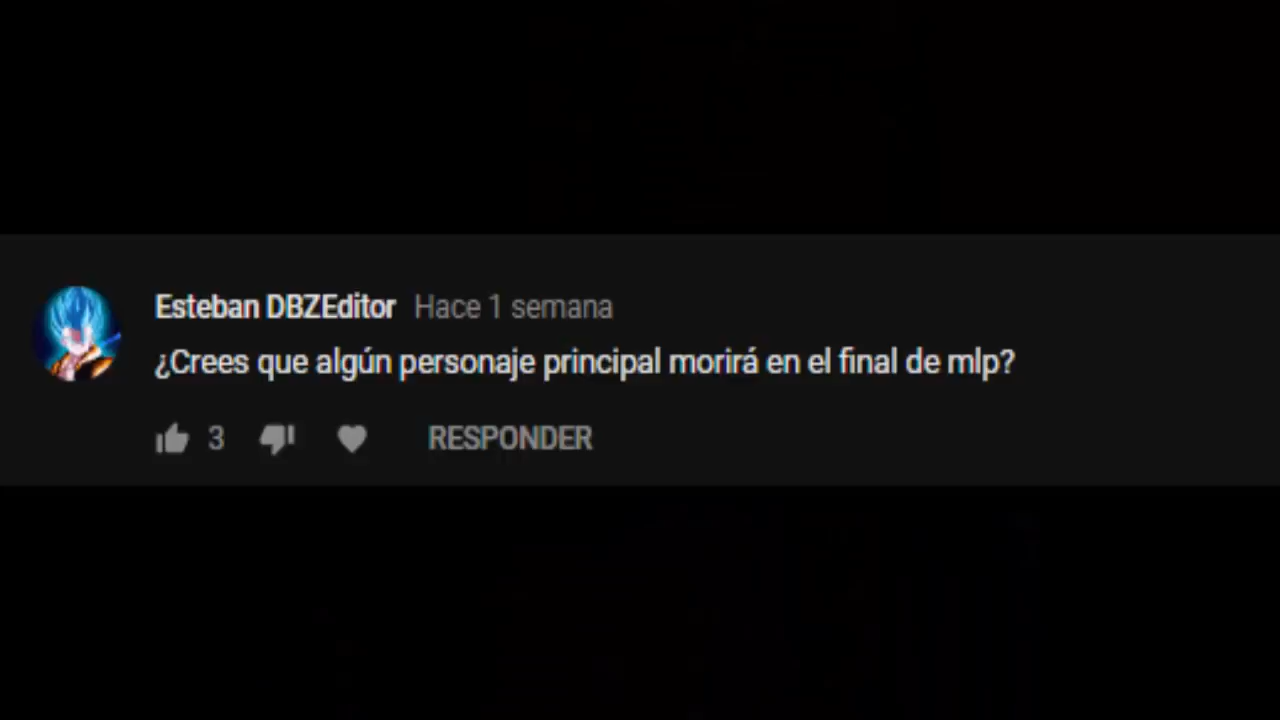 Esteban DBZEditor Hace 1 semana
¿Crees que algún personaje principal morirá en el final de mlp?
3 RESPONDER